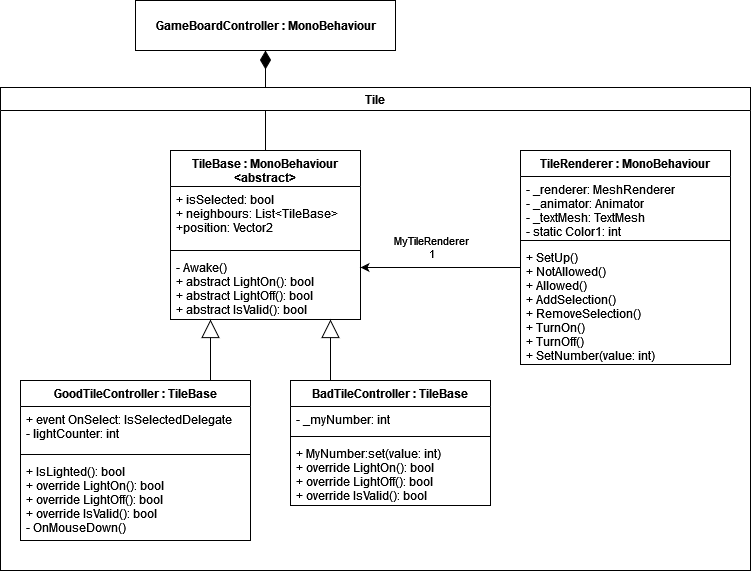 GameBoardController : MonoBehaviour
Tile
TileBase : MonoBehaviour
<abstract>
+ isSelected: bool
+ neighbours: List<TileBase>
+position: Vector2
- Awake()
+ abstract LightOn(): bool
+ abstract LightOff(): bool
+ abstract IsValid(): bool
MyTileRenderer
1
TileRenderer : MonoBehaviour
- _renderer: MeshRenderer
- _animator: Animator
- _textMesh: TextMesh
- static Color1: int
+ SetUp()
+ NotAllowed()
+ Allowed()
+ AddSelection()
+ RemoveSelection()
+ TurnOn()
+ TurnOff()
+ SetNumber(value: int)
GoodTileController : TileBase
+ event OnSelect: IsSelectedDelegate
- lightCounter: int
+ IsLighted(): bool
+ override LightOn(): bool
+ override LightOff(): bool
+ override IsValid(): bool
- OnMouseDown()
BadTileController : TileBase
- _myNumber: int
+ MyNumber:set(value: int)
+ override LightOn(): bool
+ override LightOff(): bool
+ override IsValid(): bool